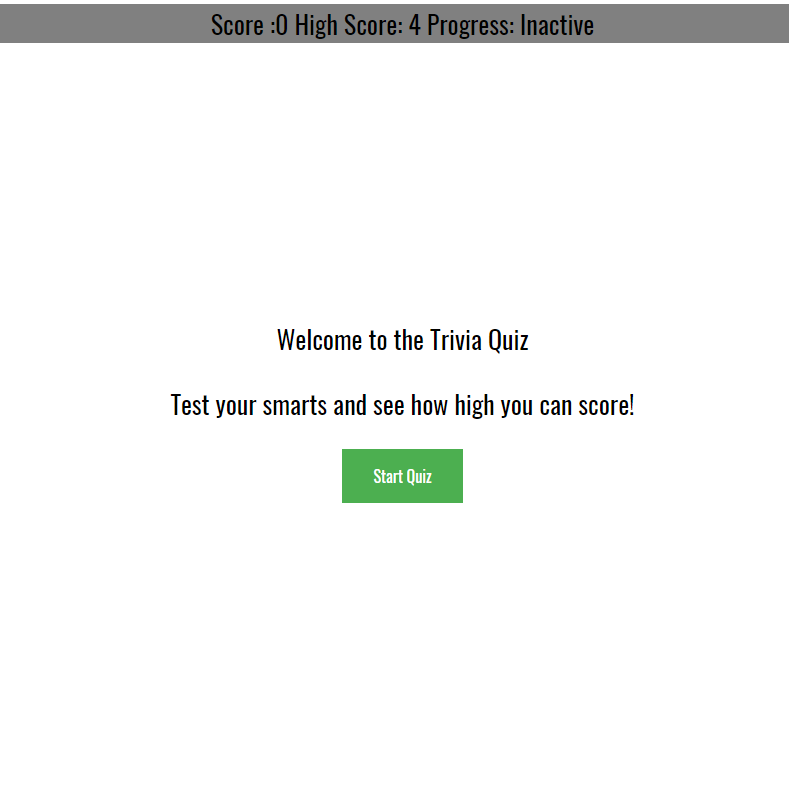 Score :0 High Score: 4 Progress: Inactive
Welcome to the Trivia Quiz
Test your smarts and see how high you can score!
Start Quiz